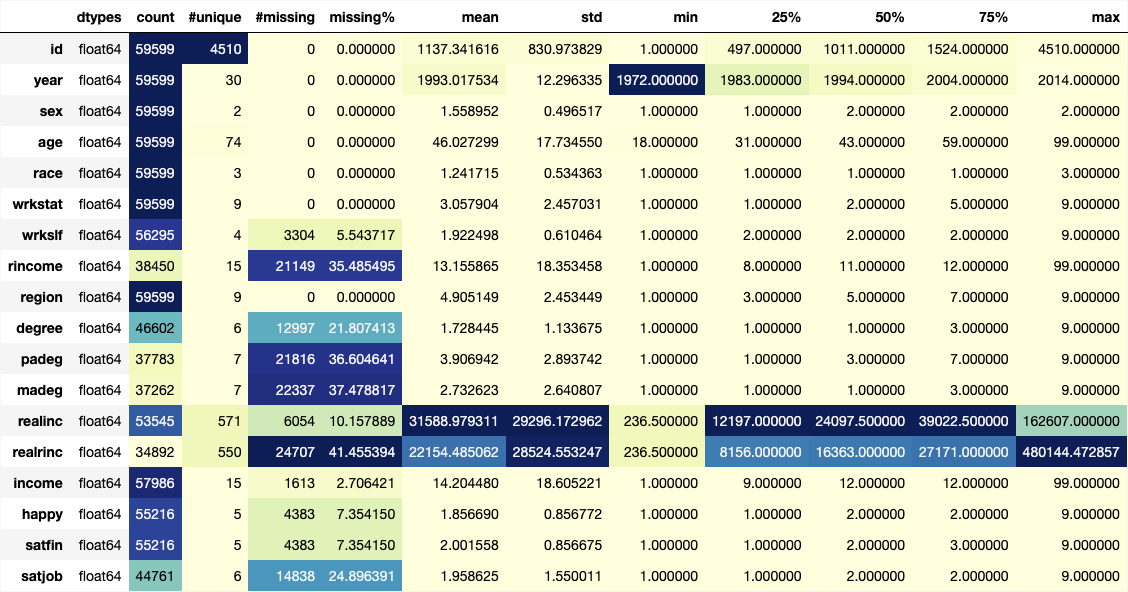 dtypes count #unique #missing missing% mean std min 25% 50% 75% max
id float64 59599 4510 0 0.000000 1137.341616 830.973829 1.000000 497.000000 1011.000000 1524.000000 4510.000000
year float64 59599 30 0 0.000000 1993.017534 12.296335 1972.000000 1983.000000 1994.000000 2004.000000 2014.000000
sex float64 59599 2 0 0.000000 1.558952 0.496517 1.000000 1.000000 2.000000 2.000000 2.000000
age float64 59599 74 0 0.000000 46.027299 17.734550 18.000000 31.000000 43.000000 59.000000 99.000000
race float64 59599 3 0 0.000000 1.241715 0.534363 1.000000 1.000000 1.000000 1.000000 3.000000
wrkstat float64 59599 9 0 0.000000 3.057904 2.457031 1.000000 1.000000 2.000000 5.000000 9.000000
wrkslf float64 56295 4 3304 5.543717 1.922498 0.610464 1.000000 2.000000 2.000000 2.000000 9.000000
rincome float64 38450 15 21149 35.485495 13.155865 18.353458 1.000000 8.000000 11.000000 12.000000 99.000000
region float64 59599 9 0 0.000000 4.905149 2.453449 1.000000 3.000000 5.000000 7.000000 9.000000
degree float64 46602 6 12997 21.807413 1.728445 1.133675 1.000000 1.000000 1.000000 3.000000 9.000000
padeg float64 37783 7 21816 36.604641 3.906942 2.893742 1.000000 1.000000 3.000000 7.000000 9.000000
madeg float64 37262 7 22337 37.478817 2.732623 2.640807 1.000000 1.000000 1.000000 3.000000 9.000000
realinc float64 53545 571 6054 10.157889 31588.979311 29296.172962 236.500000 12197.000000 24097.500000 39022.500000 162607.000000
realrinc float64 34892 550 24707 41.455394 22154.485062 28524.553247 236.500000 8156.000000 16363.000000 27171.000000 480144.472857
income float64 57986 15 1613 2.706421 14.204480 18.605221 1.000000 9.000000 12.000000 12.000000 99.000000
happy float64 55216 5 4383 7.354150 1.856690 0.856772 1.000000 1.000000 2.000000 2.000000 9.000000
satfin float64 55216 5 4383 7.354150 2.001558 0.856675 1.000000 1.000000 2.000000 3.000000 9.000000
satjob float64 44761 6 14838 24.896391 1.958625 1.550011 1.000000 1.000000 2.000000 2.000000 9.000000